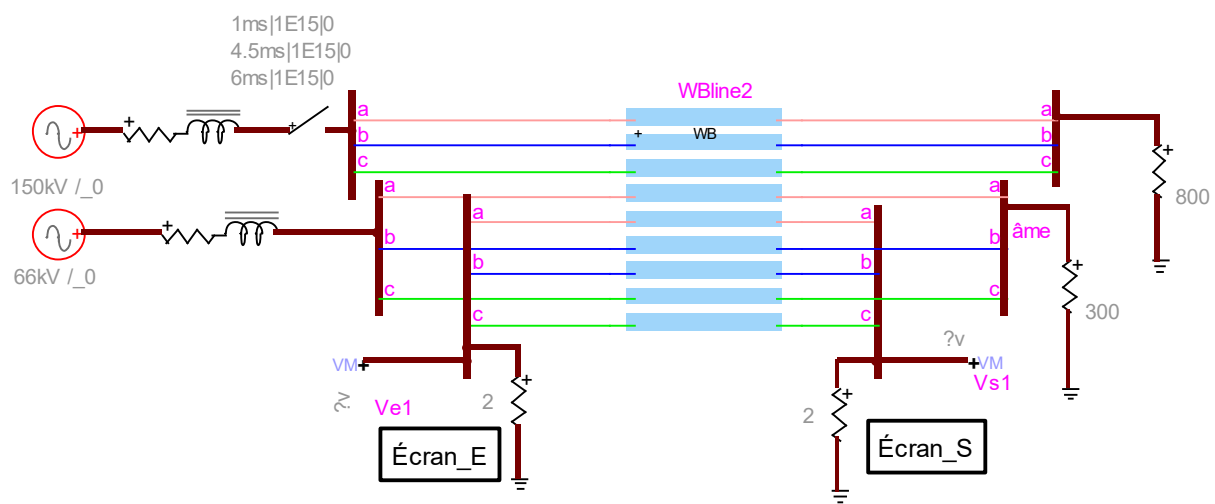 1ms|1E15|0
4.5ms|1E15|0
6ms|1E15|0
WBline2
+
+
a
a
+
WB
b
b
+
c
c
+
150kV /_0
800
a
a
+
a
a
+
b
b
âme
66kV /_0
b
b
+
c
c
300
c
c
?v
+
VM
+
+
+
VM
?v
Ve1
2
2
Vs1
Écran_E
Écran_S